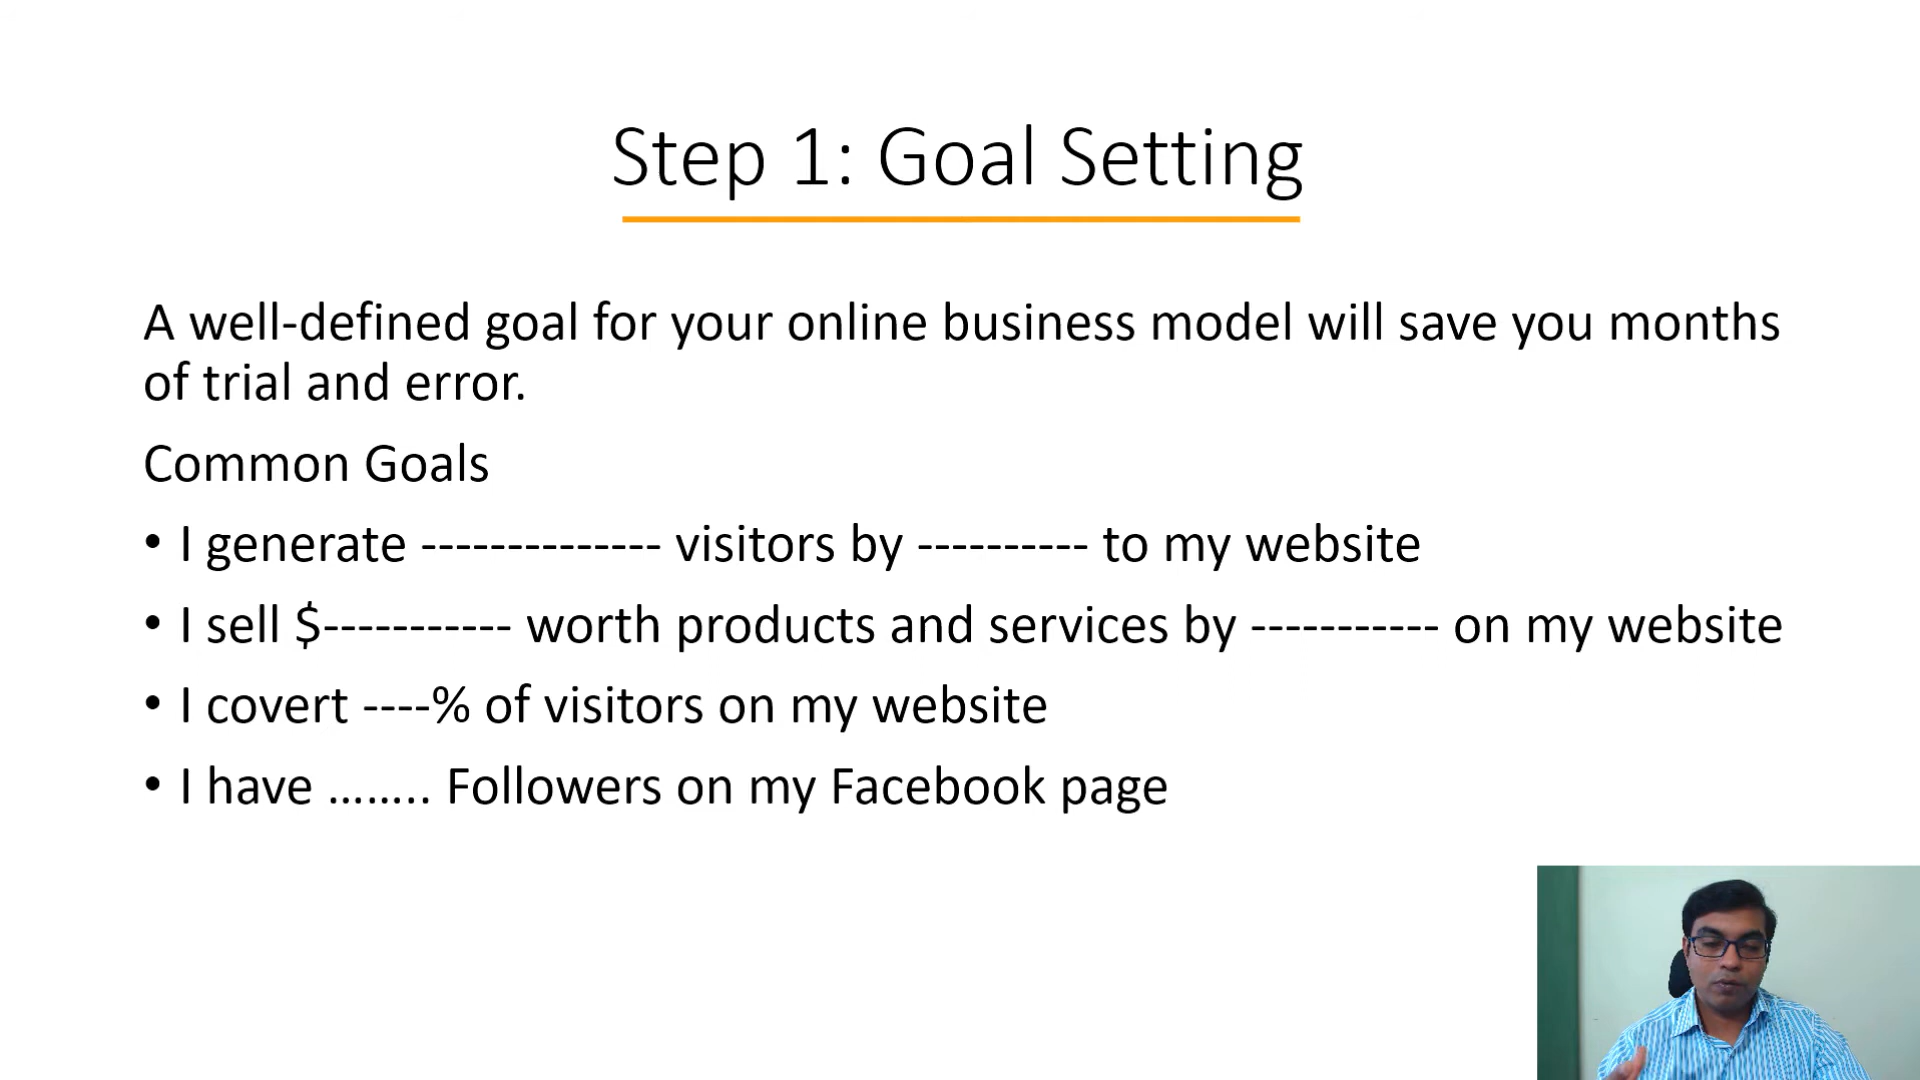 Step 1: Goal Setting
A well-defined goal for your online business model will save you months
of trial and error.
Common Goals
• I generate -------------- visitors by ---------- to my website
• I sell $----------- worth products and services by ----------- on my website
• I covert ----% of visitors on my website
• I have …….. Followers on my Facebook page